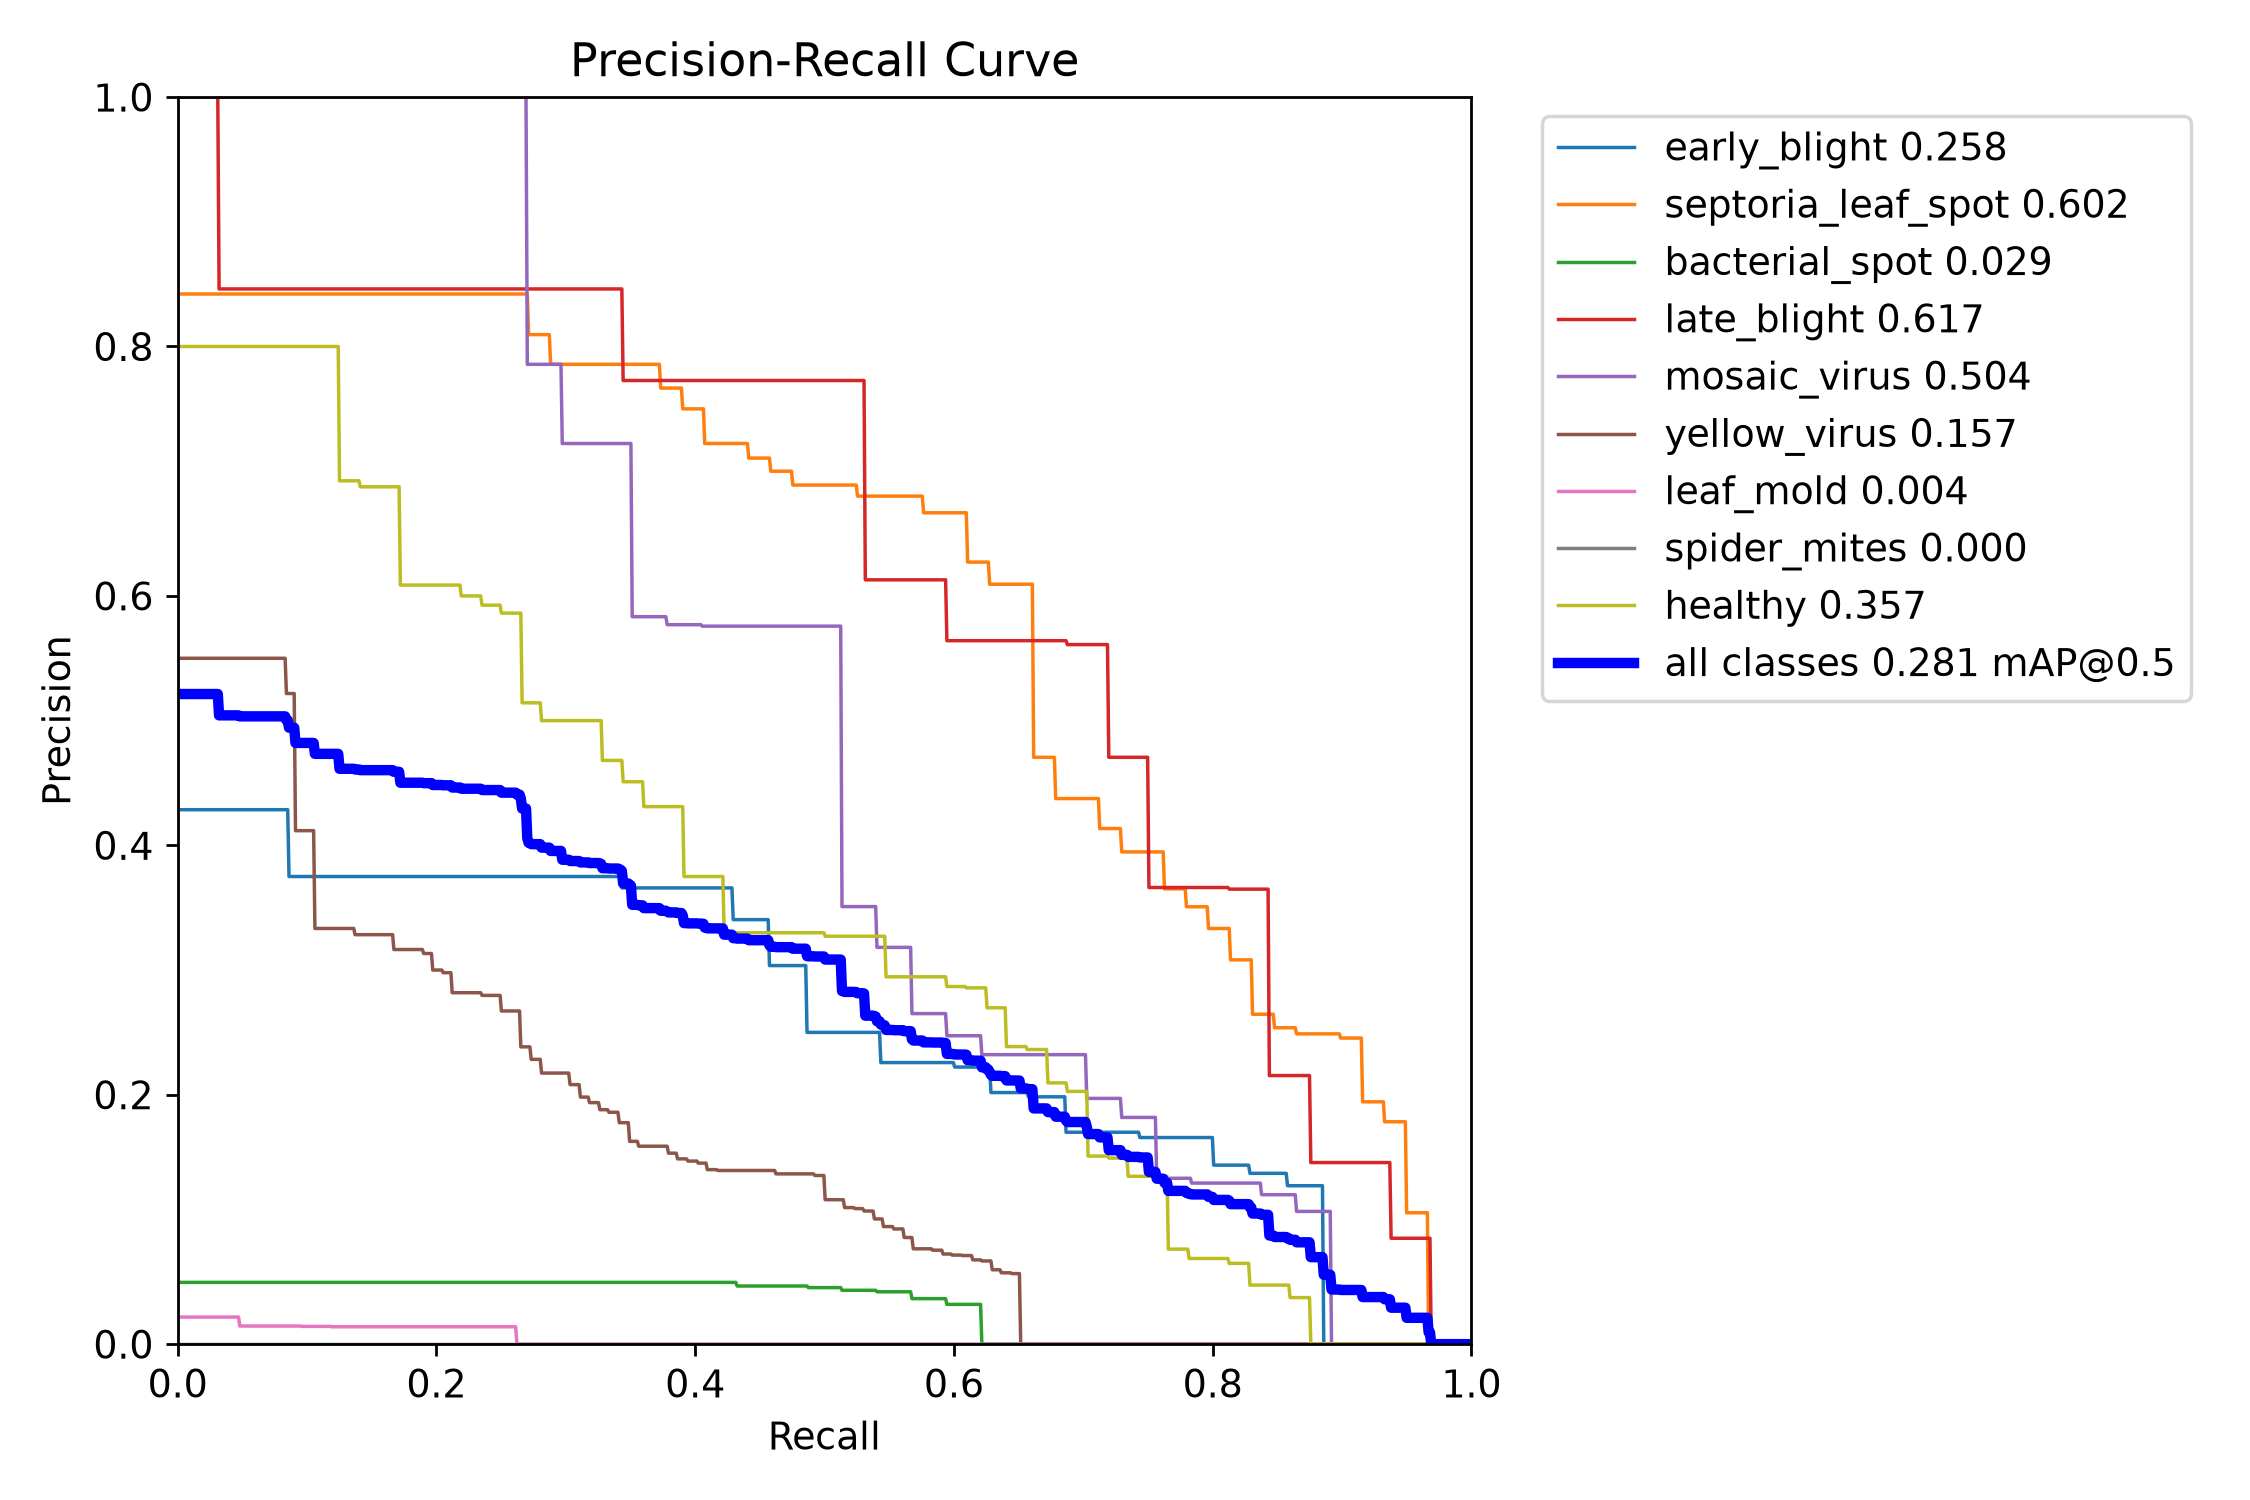 Precision-Recall Curve
1.0
0.8
0.6
0.4
0.2
0.0
Precision
0.0 0.2 0.4 0.6 0.8 1.0
Recall
early_blight 0.258
septoria_leaf_spot 0.602
bacterial_spot 0.029
late_blight 0.617
mosaic_virus 0.504
yellow_virus 0.157
leaf_mold 0.004
spider_mites 0.000
healthy 0.357
all classes 0.281 mAP@0.5